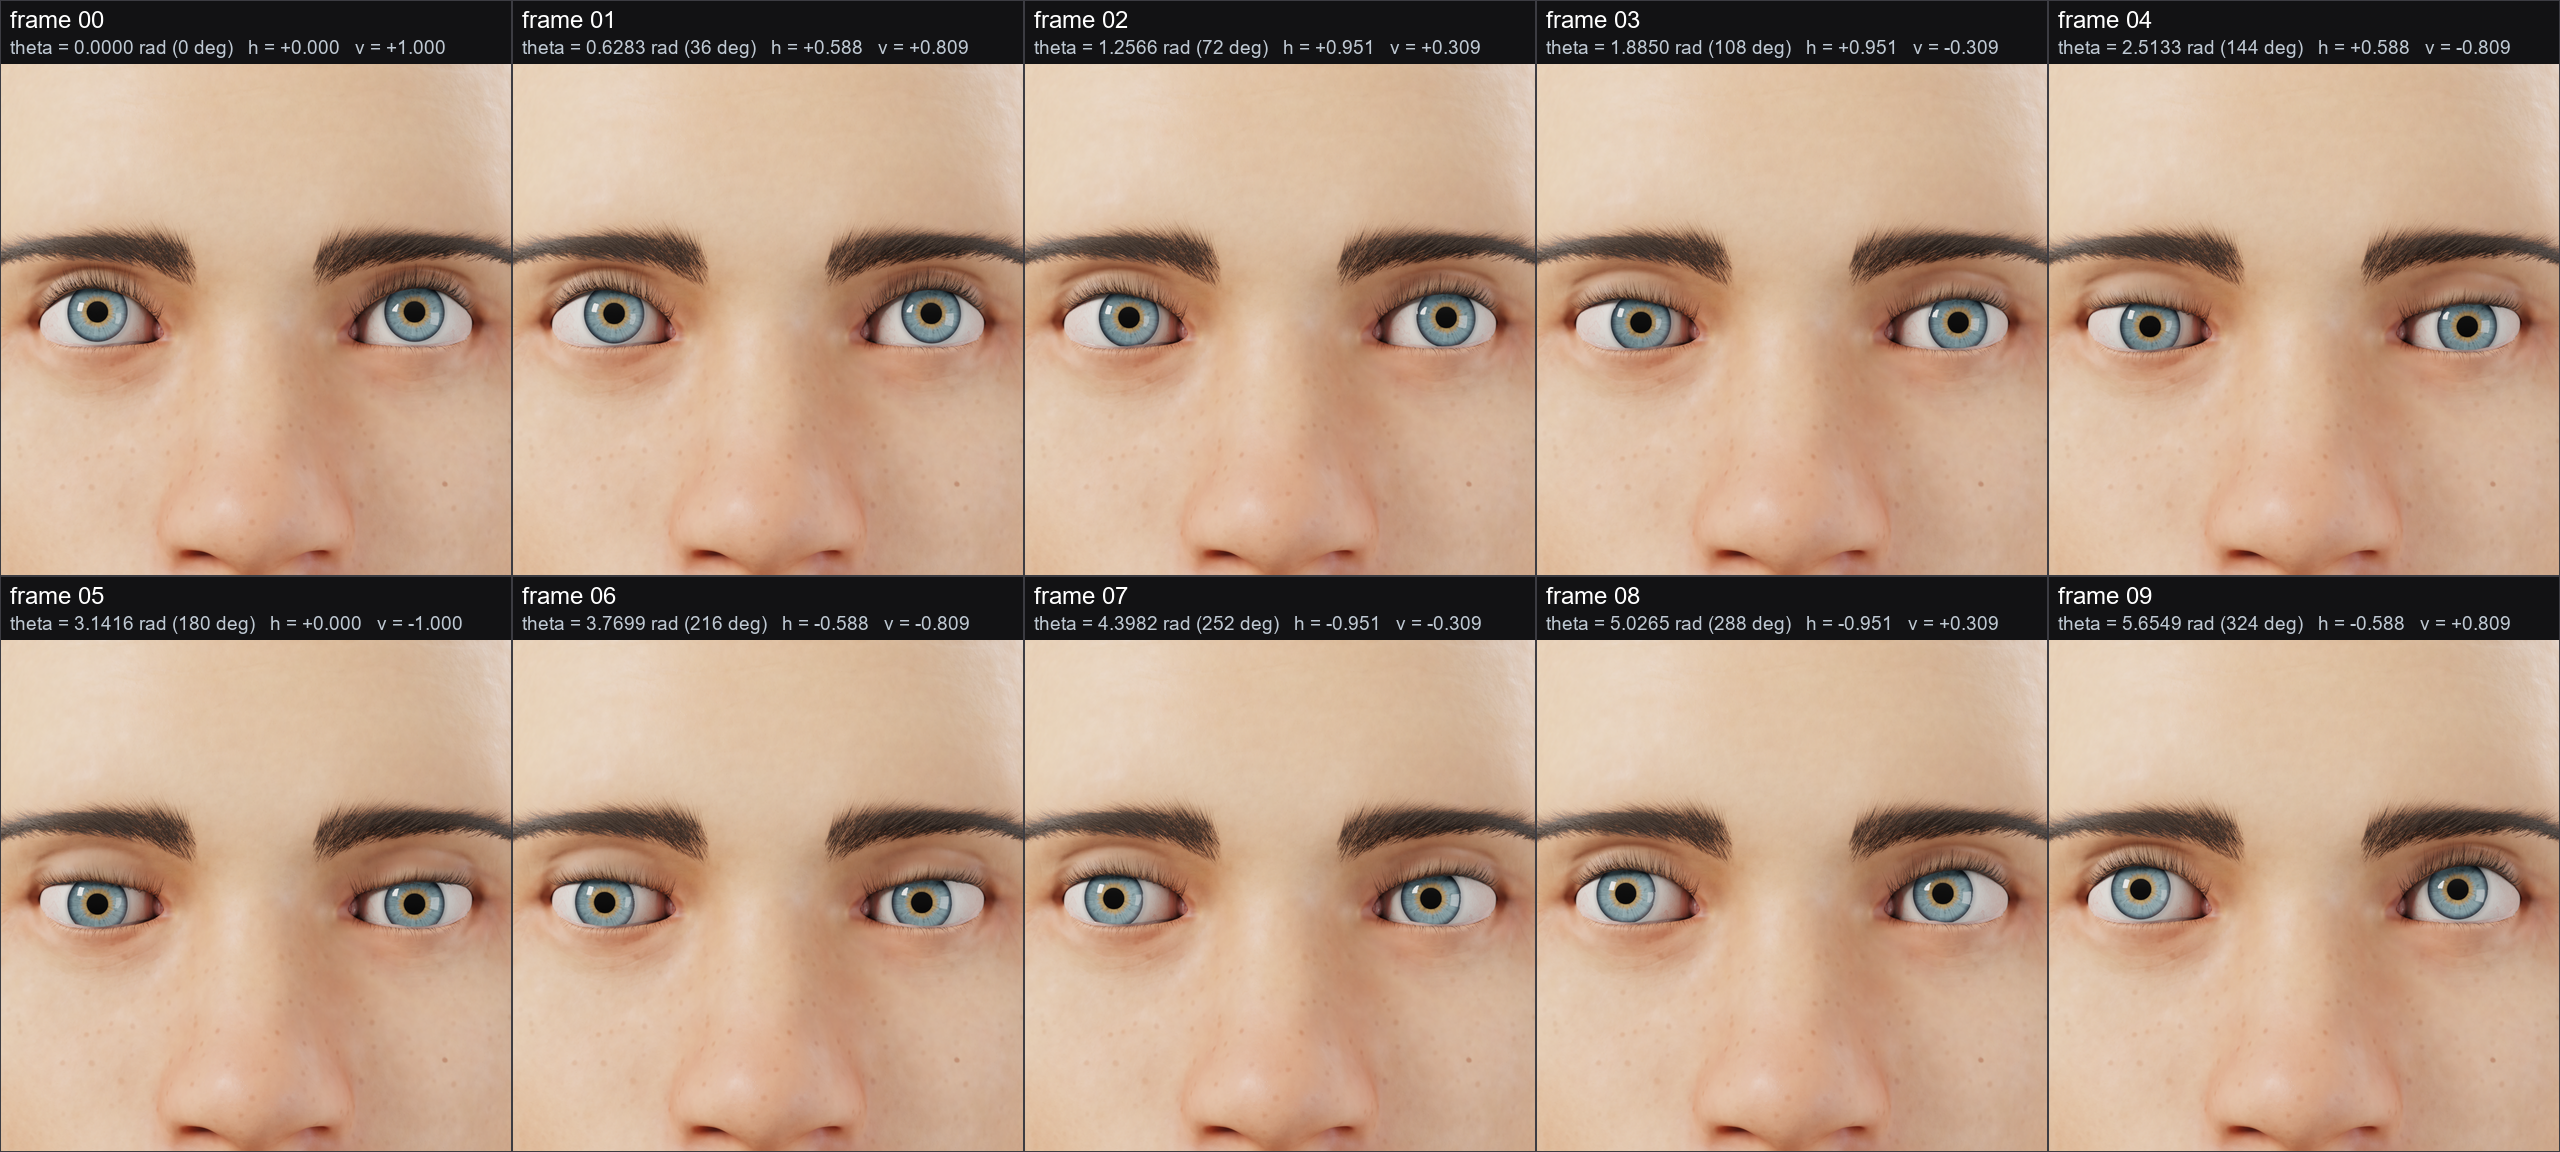 frame 00
theta = 0.0000 rad (0 deg) h = +0.000 v = +1.000
frame 01
theta = 0.6283 rad (36 deg) h = +0.588 v = +0.809
frame 02
theta = 1.2566 rad (72 deg) h = +0.951 v = +0.309
frame 03
theta = 1.8850 rad (108 deg) h = +0.951 v = -0.309
frame 04
theta = 2.5133 rad (144 deg) h = +0.588 v = -0.809
frame 05
theta = 3.1416 rad (180 deg) h = +0.000 v = -1.000
frame 06
theta = 3.7699 rad (216 deg) h = -0.588 v = -0.809
frame 07
theta = 4.3982 rad (252 deg) h = -0.951 v = -0.309
frame 08
theta = 5.0265 rad (288 deg) h = -0.951 v = +0.309
frame 09
theta = 5.6549 rad (324 deg) h = -0.588 v = +0.809